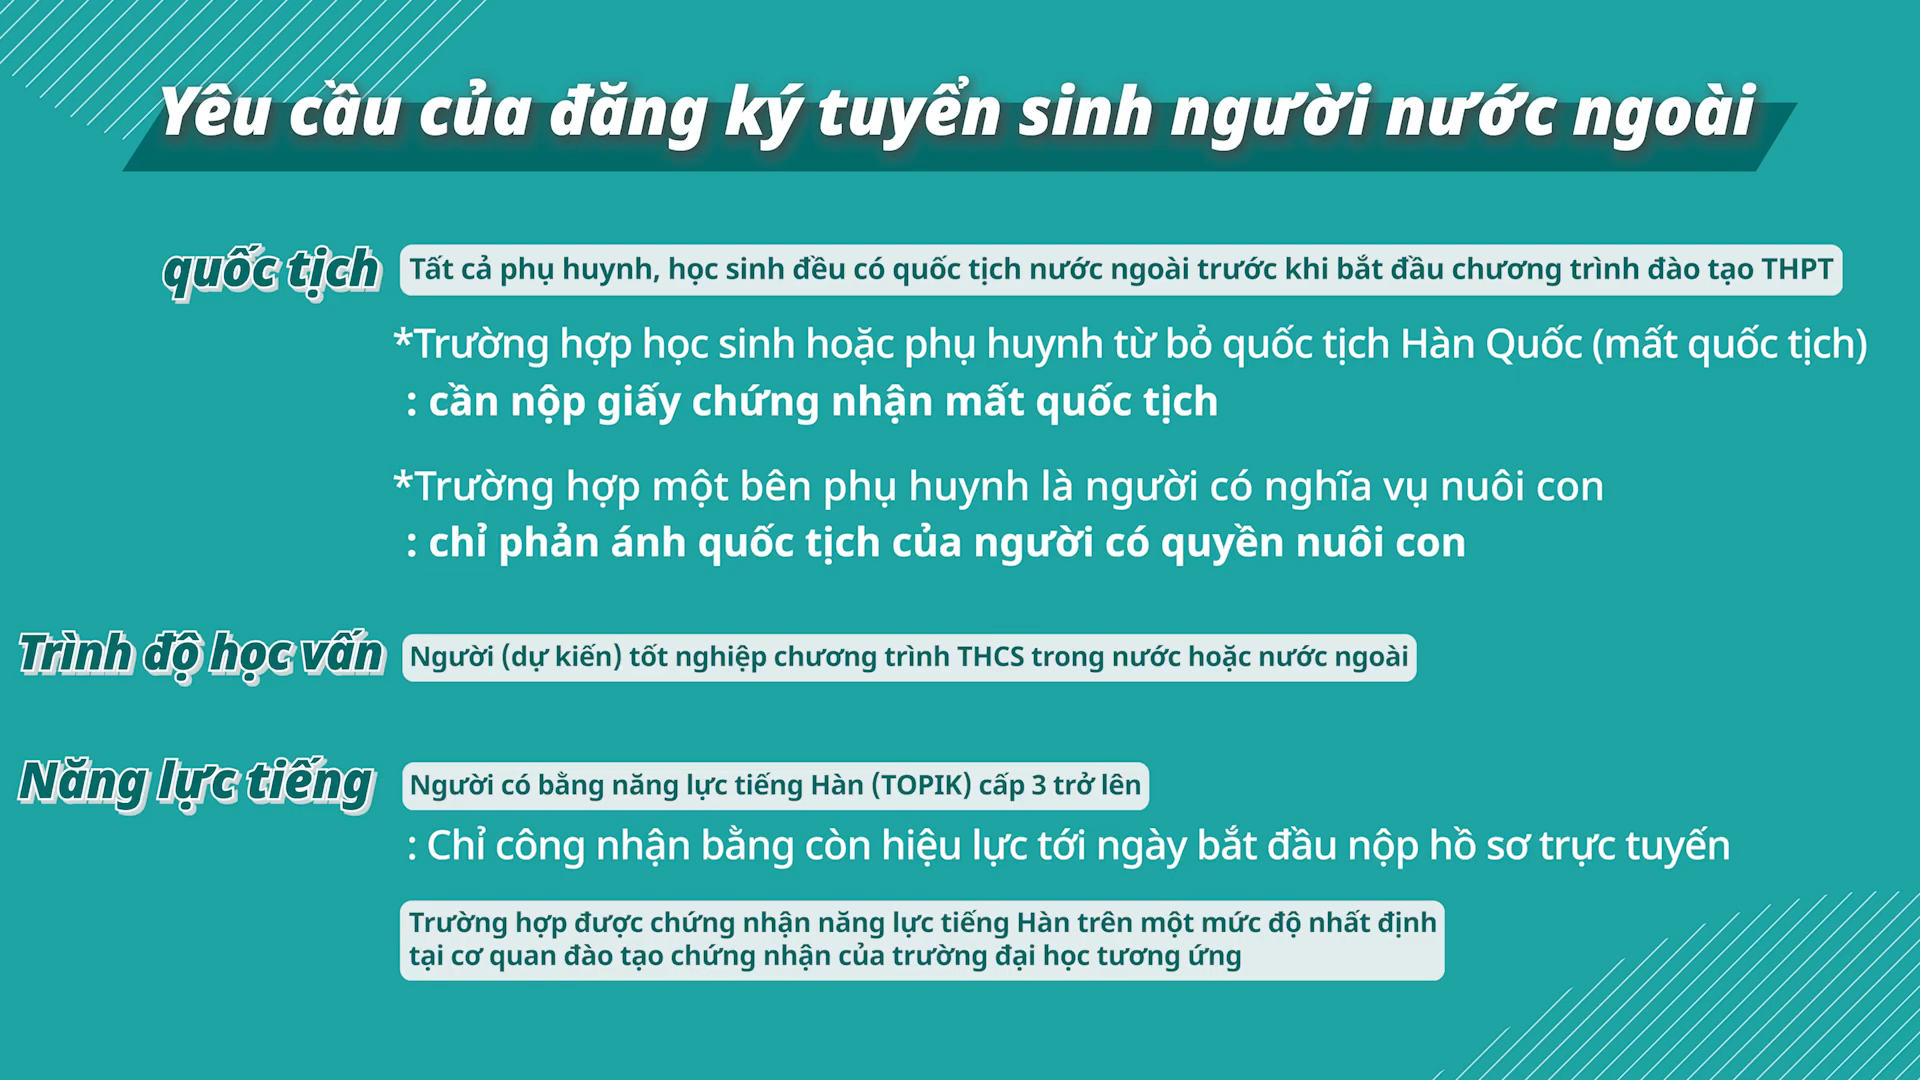 Yêu cầu của đăng ký tuyển sinh người nước ngoài
quốc tịch
Tất cả phụ huynh, học sinh đều có quốc tịch nước ngoài trước khi bắt đầu chương trình đào tạo THPT
*Trường hợp học sinh hoặc phụ huynh từ bỏ quốc tịch Hàn Quốc (mất quốc tịch)
: cần nộp giấy chứng nhận mất quốc tịch
*Trường hợp một bên phụ huynh là người có nghĩa vụ nuôi con
: chỉ phản ánh quốc tịch của người có quyền nuôi con
Trình độ học vấn
Người (dự kiến) tốt nghiệp chương trình THCS trong nước hoặc nước ngoài
Năng lực tiếng
Người có bằng năng lực tiếng Hàn (TOPIK) cấp 3 trở lên
: Chỉ công nhận bằng còn hiệu lực tới ngày bắt đầu nộp hồ sơ trực tuyến
Trường hợp được chứng nhận năng lực tiếng Hàn trên một mức độ nhất định
tại cơ quan đào tạo chứng nhận của trường đại học tương ứng